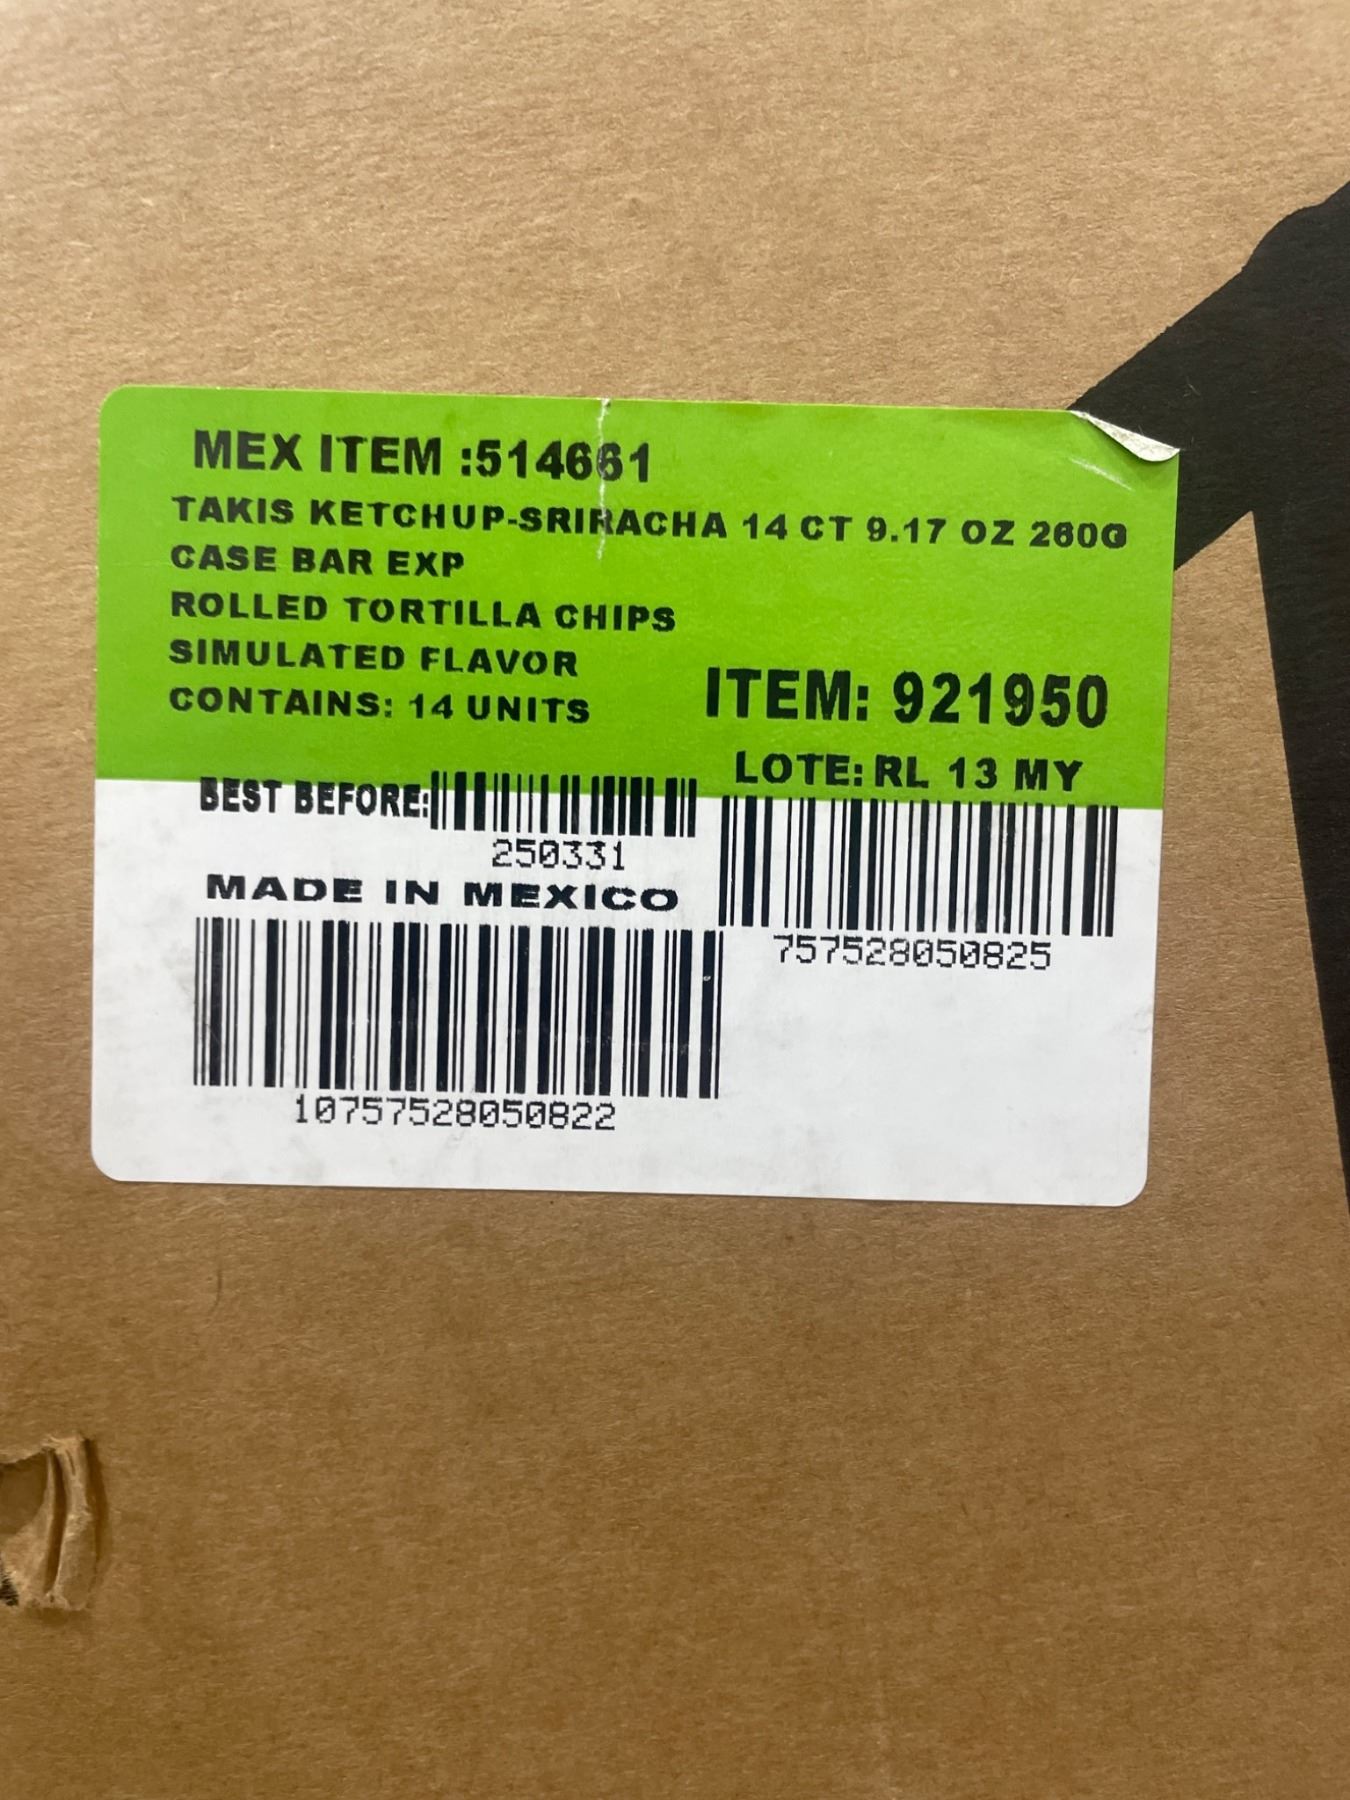 MEX ITEM :514661
TAKIS KETCHUP-SRIRACHA 14 CT 9.17 OZ 260G
CASE BAR EXP
ROLLED TORTILLA CHIPS
SIMULATED FLAVOR
CONTAINS: 14 UNITS
ITEM: 921950
LOTE: RL 13 MY
BEST BEFORE:
250331
MADE IN MEXICO
757528050825
10757528050822